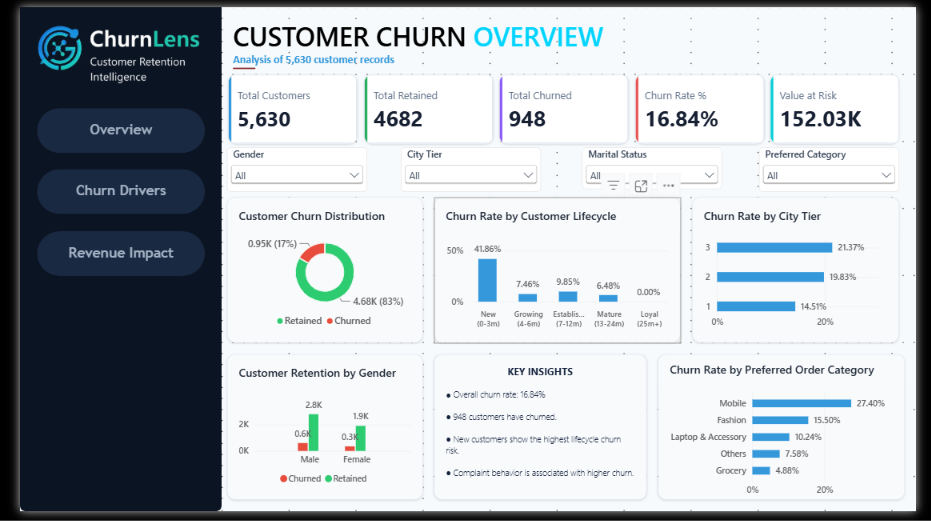 ChurnLens
Customer Retention
Intelligence
Overview
Churn Drivers
Revenue Impact
CUSTOMER CHURN OVERVIEW
Analysis of 5,630 customer records
Total Customers
5,630
Total Retained
4682
Total Churned
948
Churn Rate %
16.84%
Value at Risk
152.03K
Gender
All
City Tier
All
Marital Status
All
Preferred Category
All
Customer Churn Distribution
0.95K (17%)
4.68K (83%)
Retained Churned
Churn Rate by Customer Lifecycle
50%
0%
41.86%
7.46%
9.85%
6.48%
0.00%
New
(0-3m)
Growing
(4-6m)
Establis...
(7-12m)
Mature
(13-24m)
Loyal
(25m+)
Churn Rate by City Tier
3 21.37%
2 19.83%
1 14.51%
0% 20%
Customer Retention by Gender
2K
0K
0.6K
2.8K
0.3K
1.9K
Male Female
Churned Retained
KEY INSIGHTS
● Overall churn rate: 16.84%
● 948 customers have churned.
● New customers show the highest lifecycle churn
risk.
● Complaint behavior is associated with higher churn.
Churn Rate by Preferred Order Category
Mobile 27.40%
Fashion 15.50%
Laptop & Accessory 10.24%
Others 7.58%
Grocery 4.88%
0% 20%